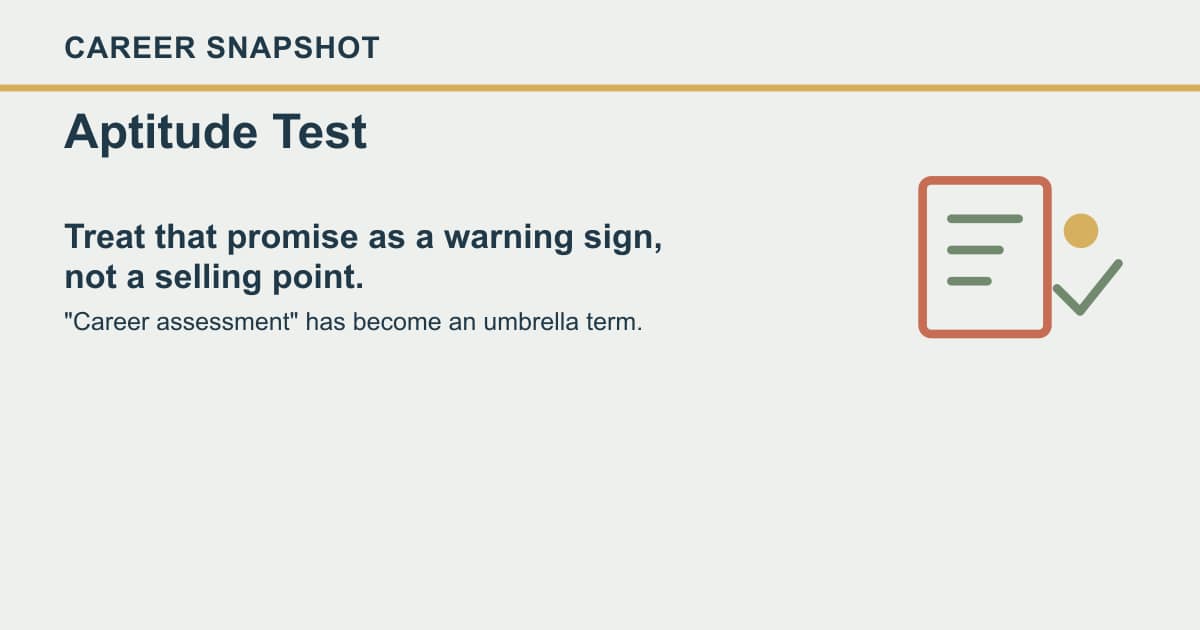 CAREER SNAPSHOT
Aptitude Test
Treat that promise as a warning sign,
not a selling point.
"Career assessment" has become an umbrella term.